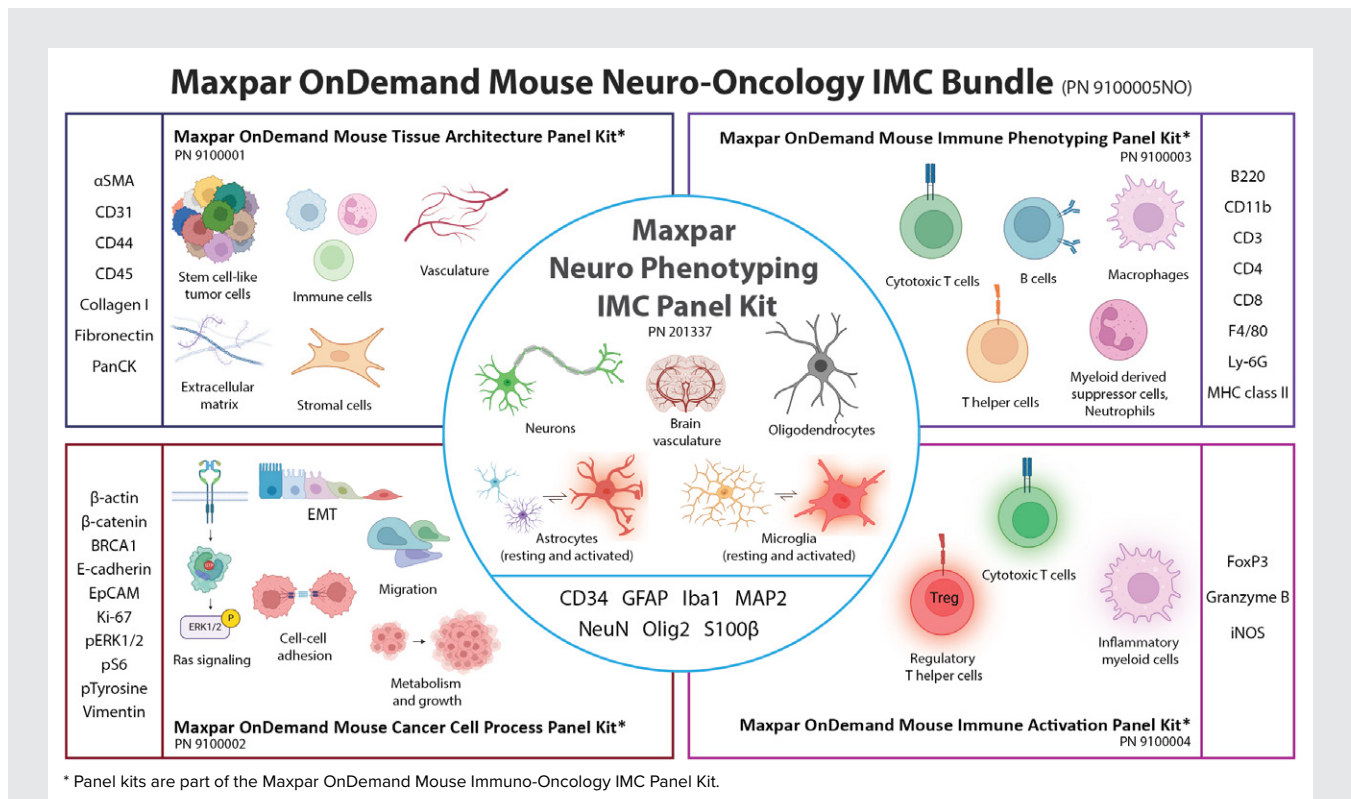 Maxpar OnDemand Mouse Neuro-Oncology IMC Bundle (PN 9100005NO)
Maxpar OnDemand Mouse Tissue Architecture Panel Kit*
PN 9100001
αSMA
CD31
CD44
CD45
Collagen I
Fibronectin
PanCK
Stem cell-like
tumor cells
Immune cells
Vasculature
Extracellular
matrix
Stromal cells
Maxpar OnDemand Mouse Immune Phenotyping Panel Kit*
PN 9100003
Cytotoxic T cells
B cells
Macrophages
T helper cells
Myeloid derived
suppressor cells,
Neutrophils
B220
CD11b
CD3
CD4
CD8
F4/80
Ly-6G
MHC class II
Maxpar
Neuro Phenotyping
IMC Panel Kit
PN 201337
Neurons
Brain
vasculature
Oligodendrocytes
Astrocytes
(resting and activated)
Microglia
(resting and activated)
CD34 GFAP Iba1 MAP2
NeuN Olig2 S100β
β-actin
β-catenin
BRCA1
E-cadherin
EpCAM
Ki-67
pERK1/2
pS6
pTyrosine
Vimentin
EMT
Migration
ERK1/2
P
Ras signaling
Cell-cell
adhesion
Metabolism
and growth
Maxpar OnDemand Mouse Cancer Cell Process Panel Kit*
PN 9100002
Cytotoxic T cells
Treg
Regulatory
T helper cells
Inflammatory
myeloid cells
FoxP3
Granzyme B
iNOS
Maxpar OnDemand Mouse Immune Activation Panel Kit*
PN 9100004
* Panel kits are part of the Maxpar OnDemand Mouse Immuno-Oncology IMC Panel Kit.